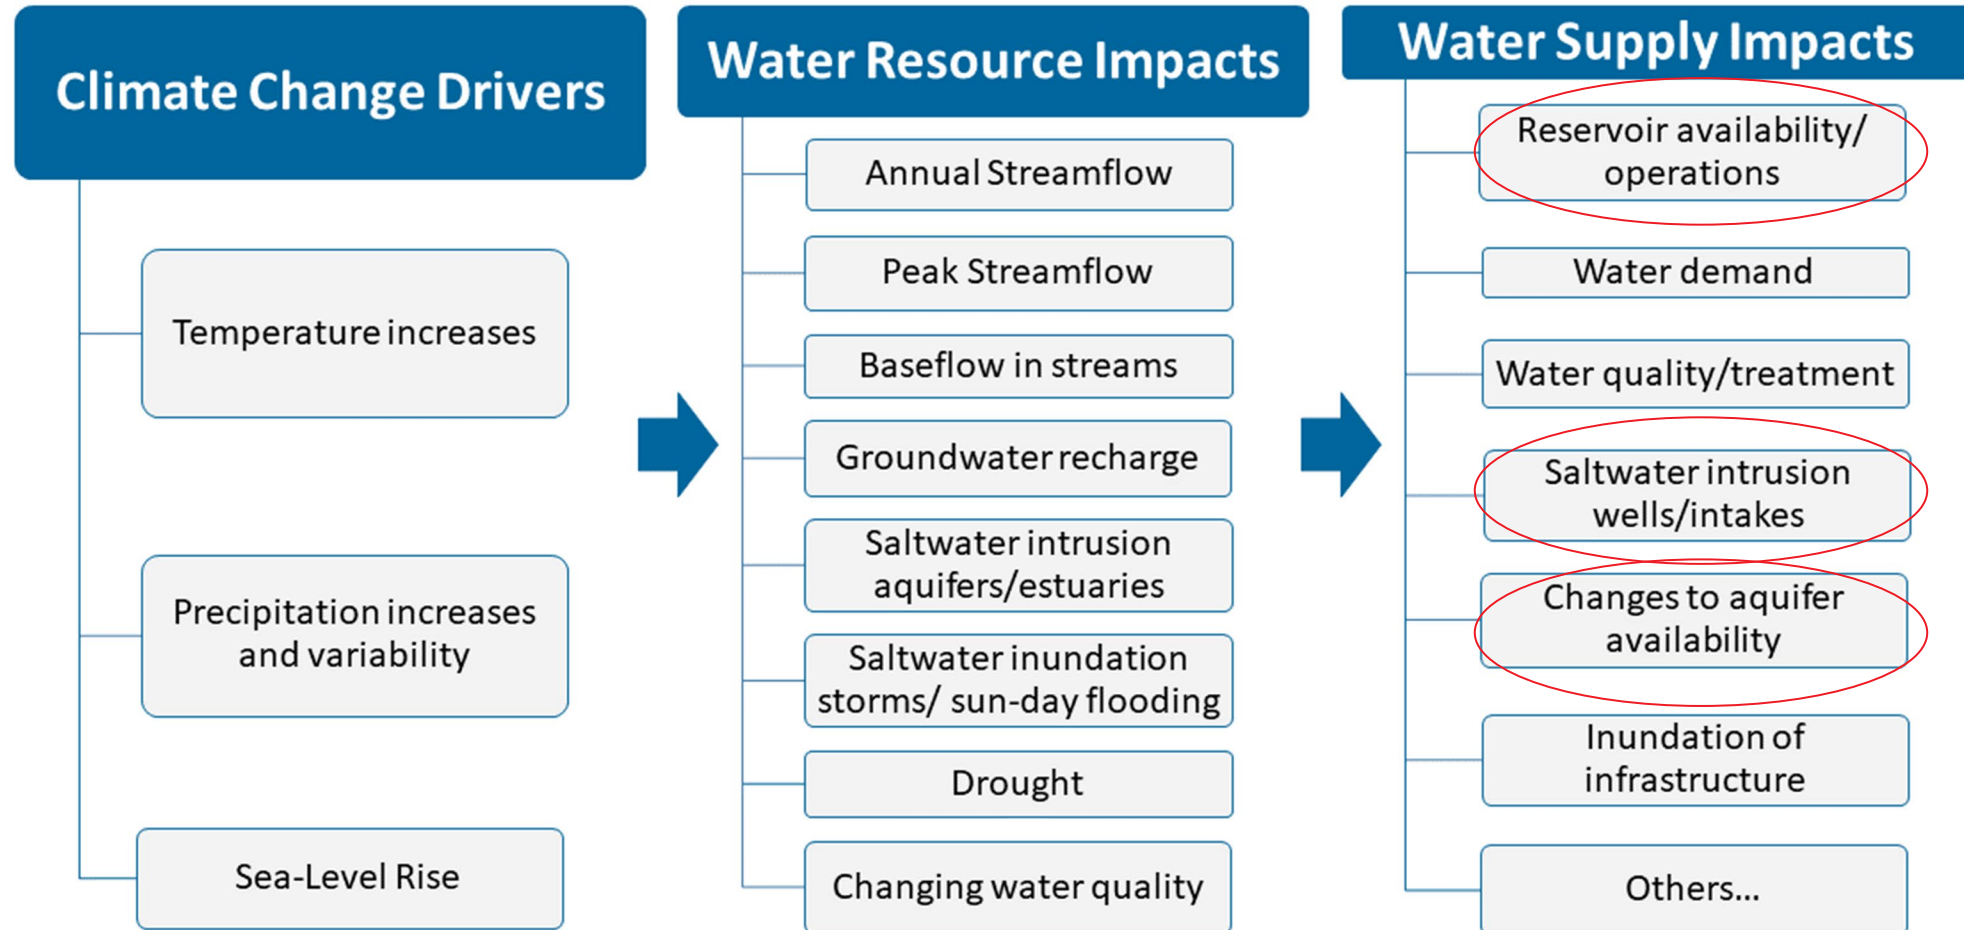 Climate Change Drivers
Temperature increases
Precipitation increases
and variability
Sea-Level Rise
Water Resource Impacts
Annual Streamflow
Peak Streamflow
Baseflow in streams
Groundwater recharge
Saltwater intrusion
aquifers/estuaries
Saltwater inundation
storms/ sun-day flooding
Drought
Changing water quality
Water Supply Impacts
Reservoir availability/
operations
Water demand
Water quality/treatment
Saltwater intrusion
wells/intakes
Changes to aquifer
availability
Inundation of
infrastructure
Others...